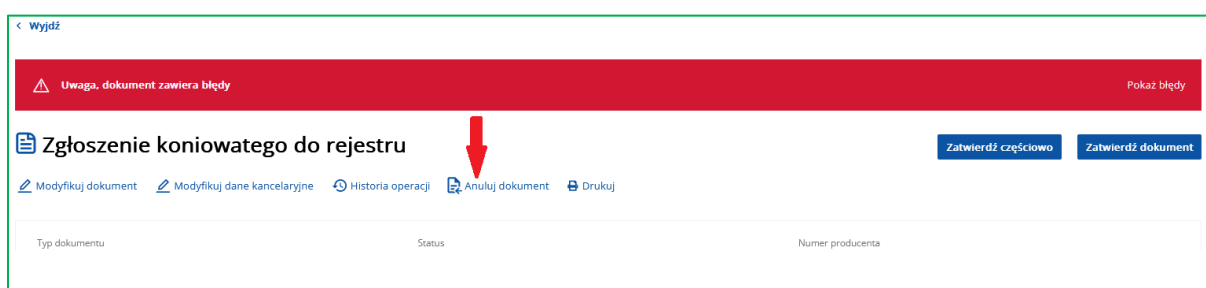 < Wyjdź
Uwaga, dokument zawiera błędy Pokaż błędy
Zgłoszenie koniowatego do rejestru Zatwierdź częściowo Zatwierdź dokument
Modyfikuj dokument Modyfikuj dane kancelaryjne Historia operacji Anuluj dokument Drukuj
Typ dokumentu Status Numer producenta